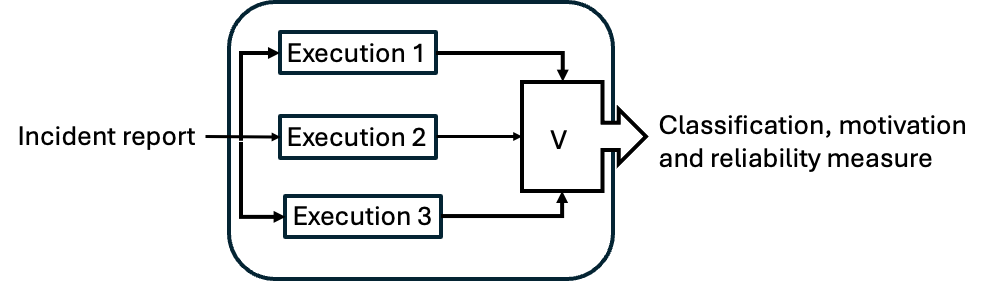 Execution 1
Incident report
Execution 2
V
Classification, motivation
and reliability measure
Execution 3